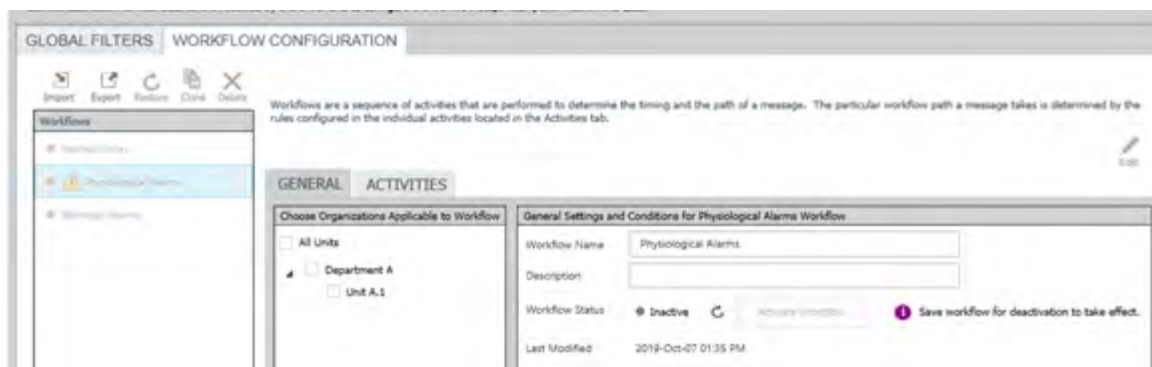 GLOBAL FILTERS WORKFLOW CONFIGURATION
Import Export Restore Clone Delete
Workflows are a sequence of activities that are performed to determine the timing and the path of a message. The particular workflow path a message takes is determined by the
rules configured in the individual activities located in the Activities tab.
Workflows
Edit
Physiological Alarms
GENERAL ACTIVITIES
Choose Organizations Applicable to Workflow
All Units
Department A
Unit A.1
General Settings and Conditions for Physiological Alarms Workflow
Workflow Name Physiological Alarms
Description
Workflow Status Inactive Activate Workflow Save workflow for deactivation to take effect.
Last Modified 2019-Oct-07 01:35 PM